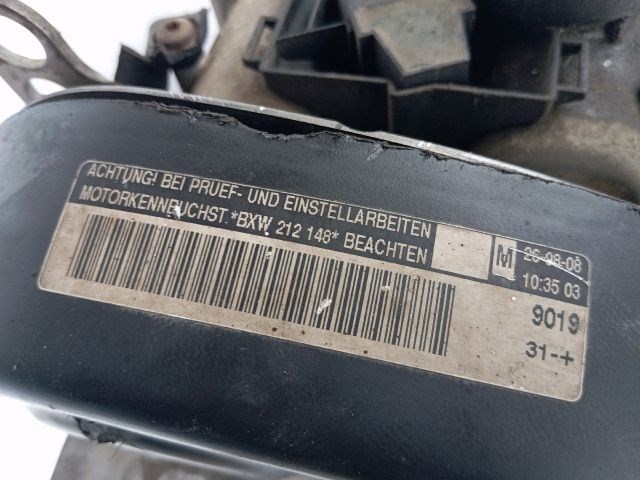 ACHTUNG! BEI PRUEF- UND EINSTELLARBEITEN
MOTORKENNBUCHST. *BXW 212 148* BEACHTEN
M
26-08-08
10:35 03
9019
31-+